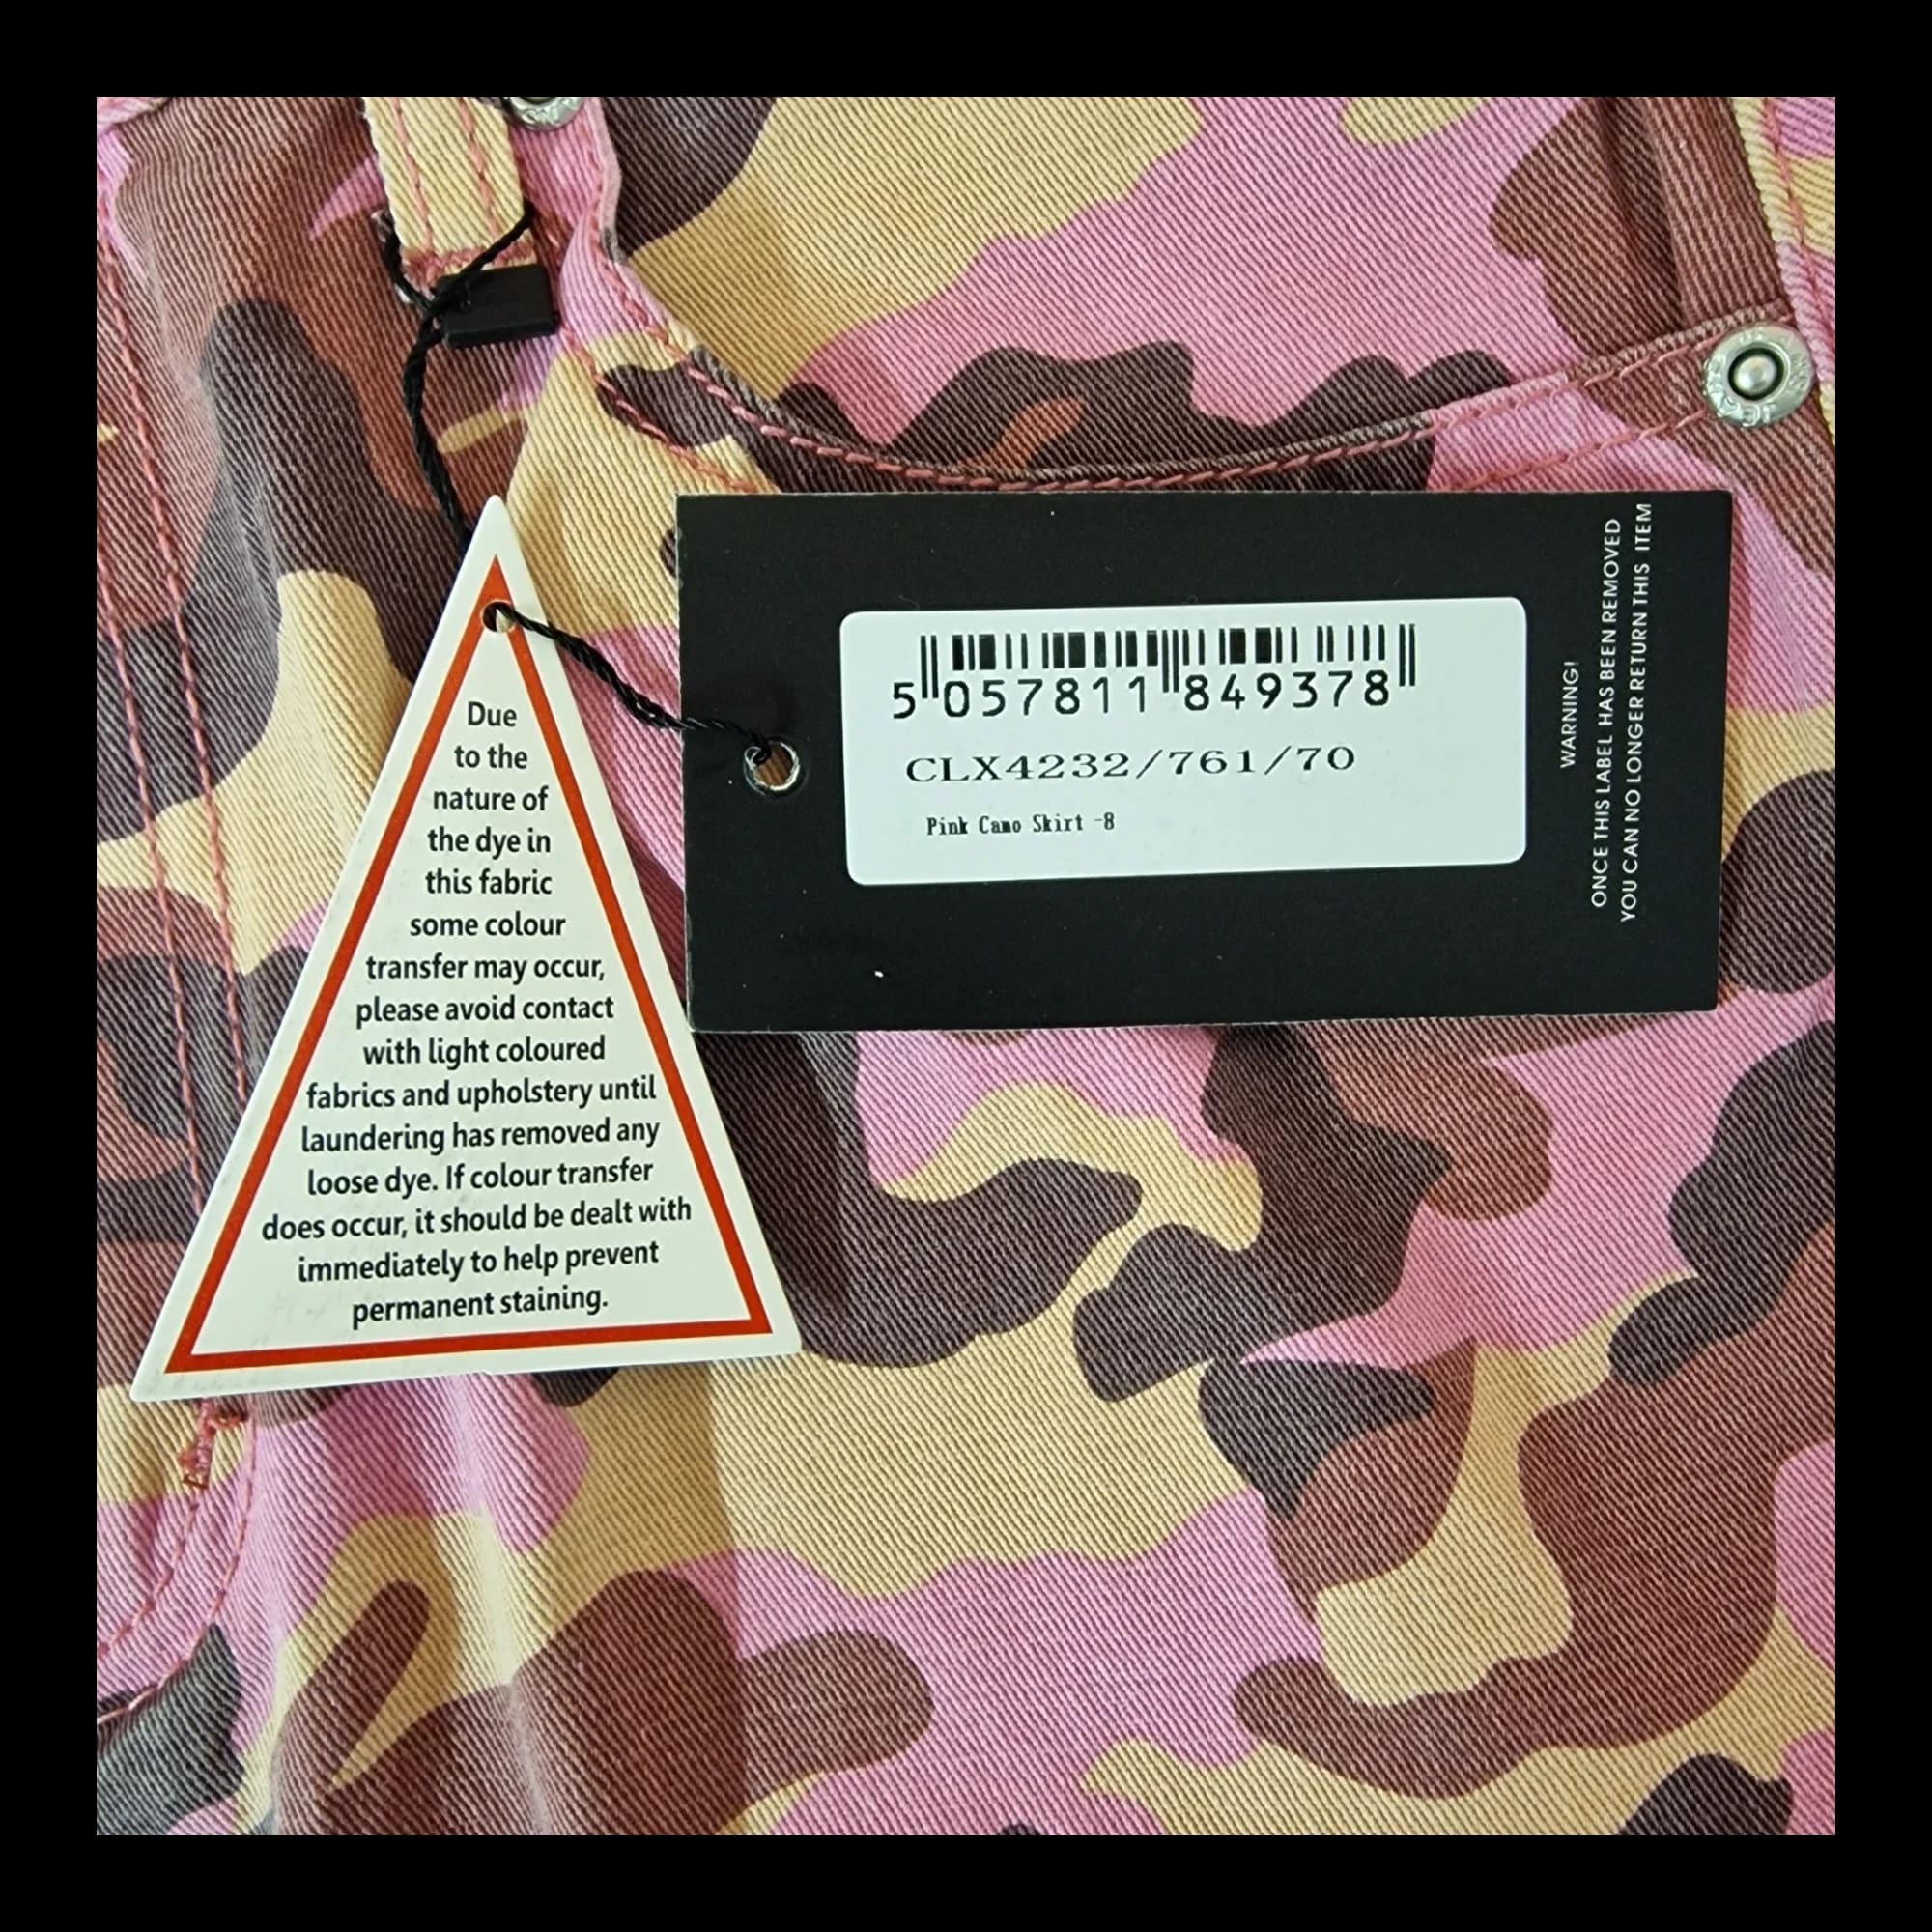 Due
to the
nature of
the dye in
this fabric
some colour
transfer may occur,
please avoid contact
with light coloured
fabrics and upholstery until
laundering has removed any
loose dye. If colour transfer
does occur, it should be dealt with
immediately to help prevent
permanent staining.
5 057811 849378
CLX4232/761/70
Pink Camo Skirt -8
WARNING!
ONCE THIS LABEL HAS BEEN REMOVED
YOU CAN NO LONGER RETURN THIS ITEM